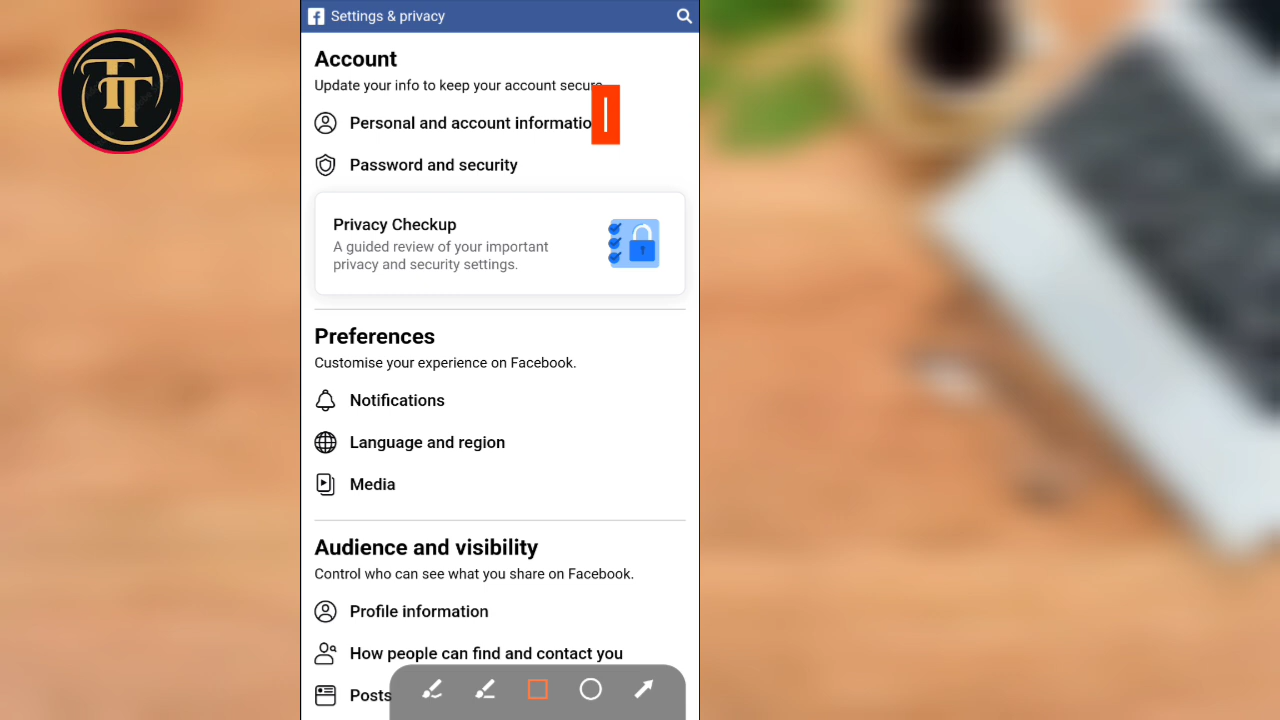 TT
Settings & privacy
Account
Update your info to keep your account secure.
Personal and account informatio
Password and security
Privacy Checkup
A guided review of your important
privacy and security settings.
Preferences
Customise your experience on Facebook.
Notifications
Language and region
Media
Audience and visibility
Control who can see what you share on Facebook.
Profile information
How people can find and contact you
Posts